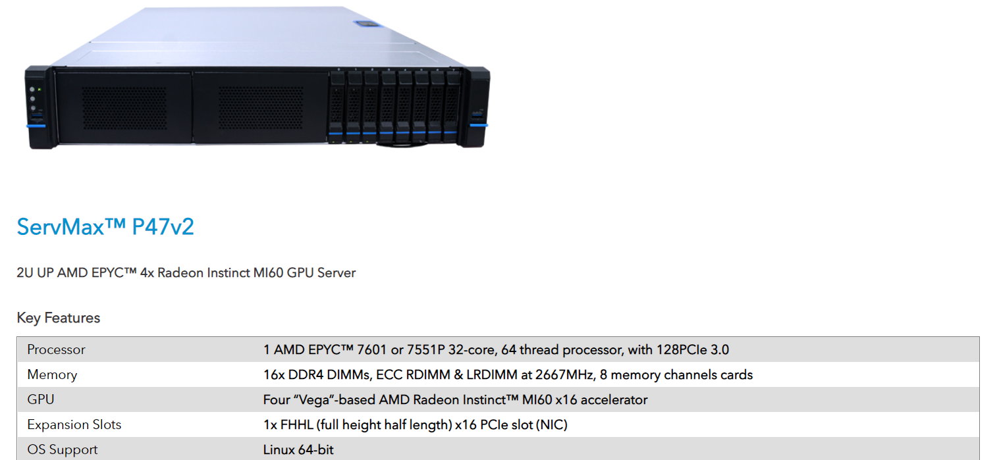 ServMax™ P47v2
2U UP AMD EPYC™ 4x Radeon Instinct MI60 GPU Server
Key Features
Processor 1 AMD EPYC™ 7601 or 7551P 32-core, 64 thread processor, with 128PCIe 3.0
Memory 16x DDR4 DIMMs, ECC RDIMM & LRDIMM at 2667MHz, 8 memory channels cards
GPU Four “Vega”-based AMD Radeon Instinct™ MI60 x16 accelerator
Expansion Slots 1x FHHL (full height half length) x16 PCIe slot (NIC)
OS Support Linux 64-bit